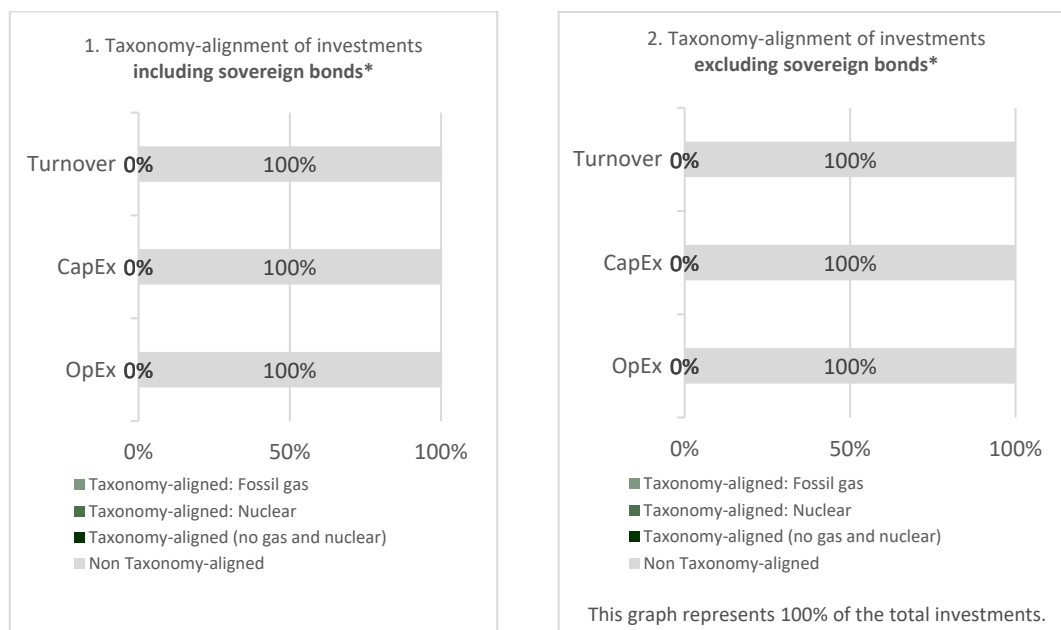 1. Taxonomy-alignment of investments
including sovereign bonds*
Turnover 0% 100%
CapEx 0% 100%
OpEx 0% 100%
0% 50% 100%
Taxonomy-aligned: Fossil gas
Taxonomy-aligned: Nuclear
Taxonomy-aligned (no gas and nuclear)
Non Taxonomy-aligned
2. Taxonomy-alignment of investments
excluding sovereign bonds*
Turnover 0% 100%
CapEx 0% 100%
OpEx 0% 100%
0% 50% 100%
Taxonomy-aligned: Fossil gas
Taxonomy-aligned: Nuclear
Taxonomy-aligned (no gas and nuclear)
Non Taxonomy-aligned
This graph represents 100% of the total investments.